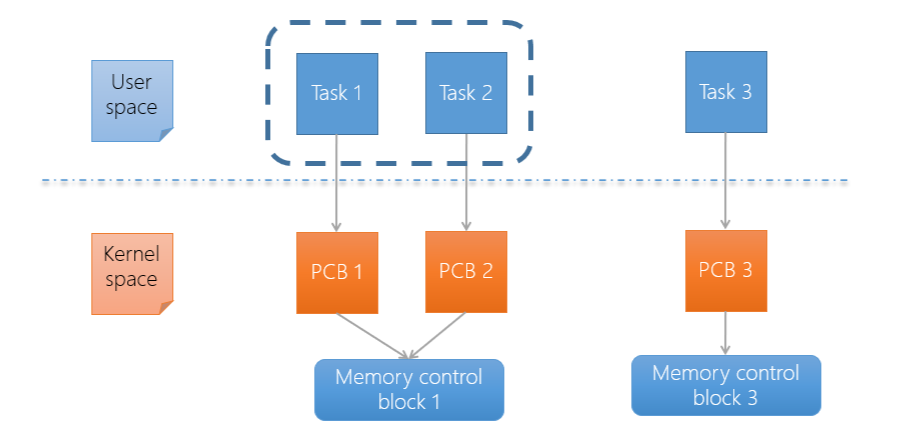 User
space
Task 1
Task 2
Task 3
Kernel
space
PCB 1
PCB 2
PCB 3
Memory control
block 1
Memory control
block 3